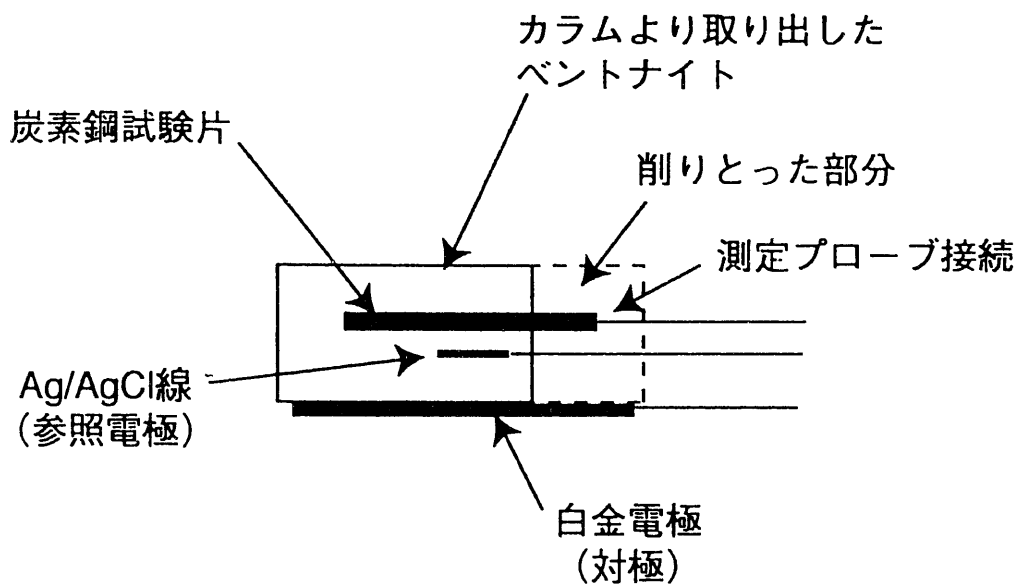 カラムより取り出した
ベントナイト
炭素鋼試験片
削りとった部分
測定プローブ接続
Ag/AgCl線
(参照電極)
白金電極
(対極)